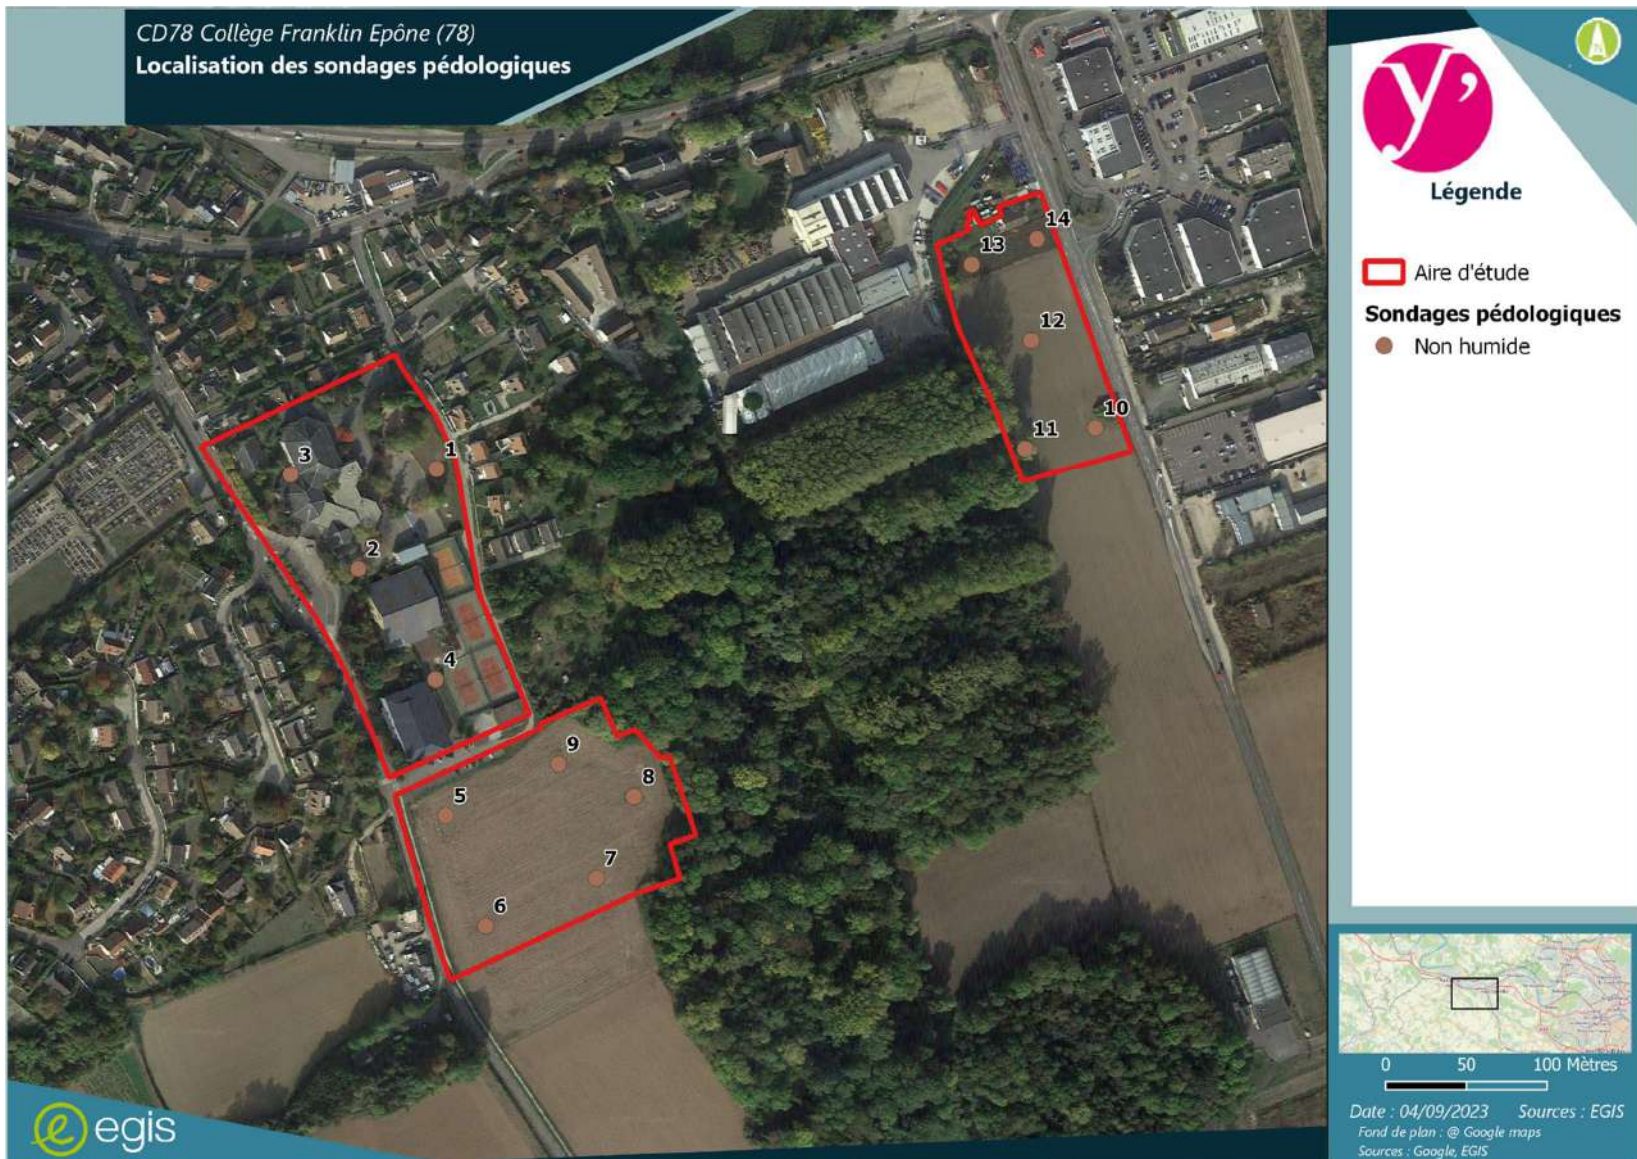 CD78 Collège Franklin Epône (78)
Localisation des sondages pédologiques
N
y'
Légende
Aire d'étude
Sondages pédologiques
Non humide
14
13
12
10
11
1
3
2
4
9
8
5
7
6
0 50 100 Mètres
Date : 04/09/2023 Sources : EGIS
Fond de plan : @ Google maps
Sources : Google, EGIS
e egis